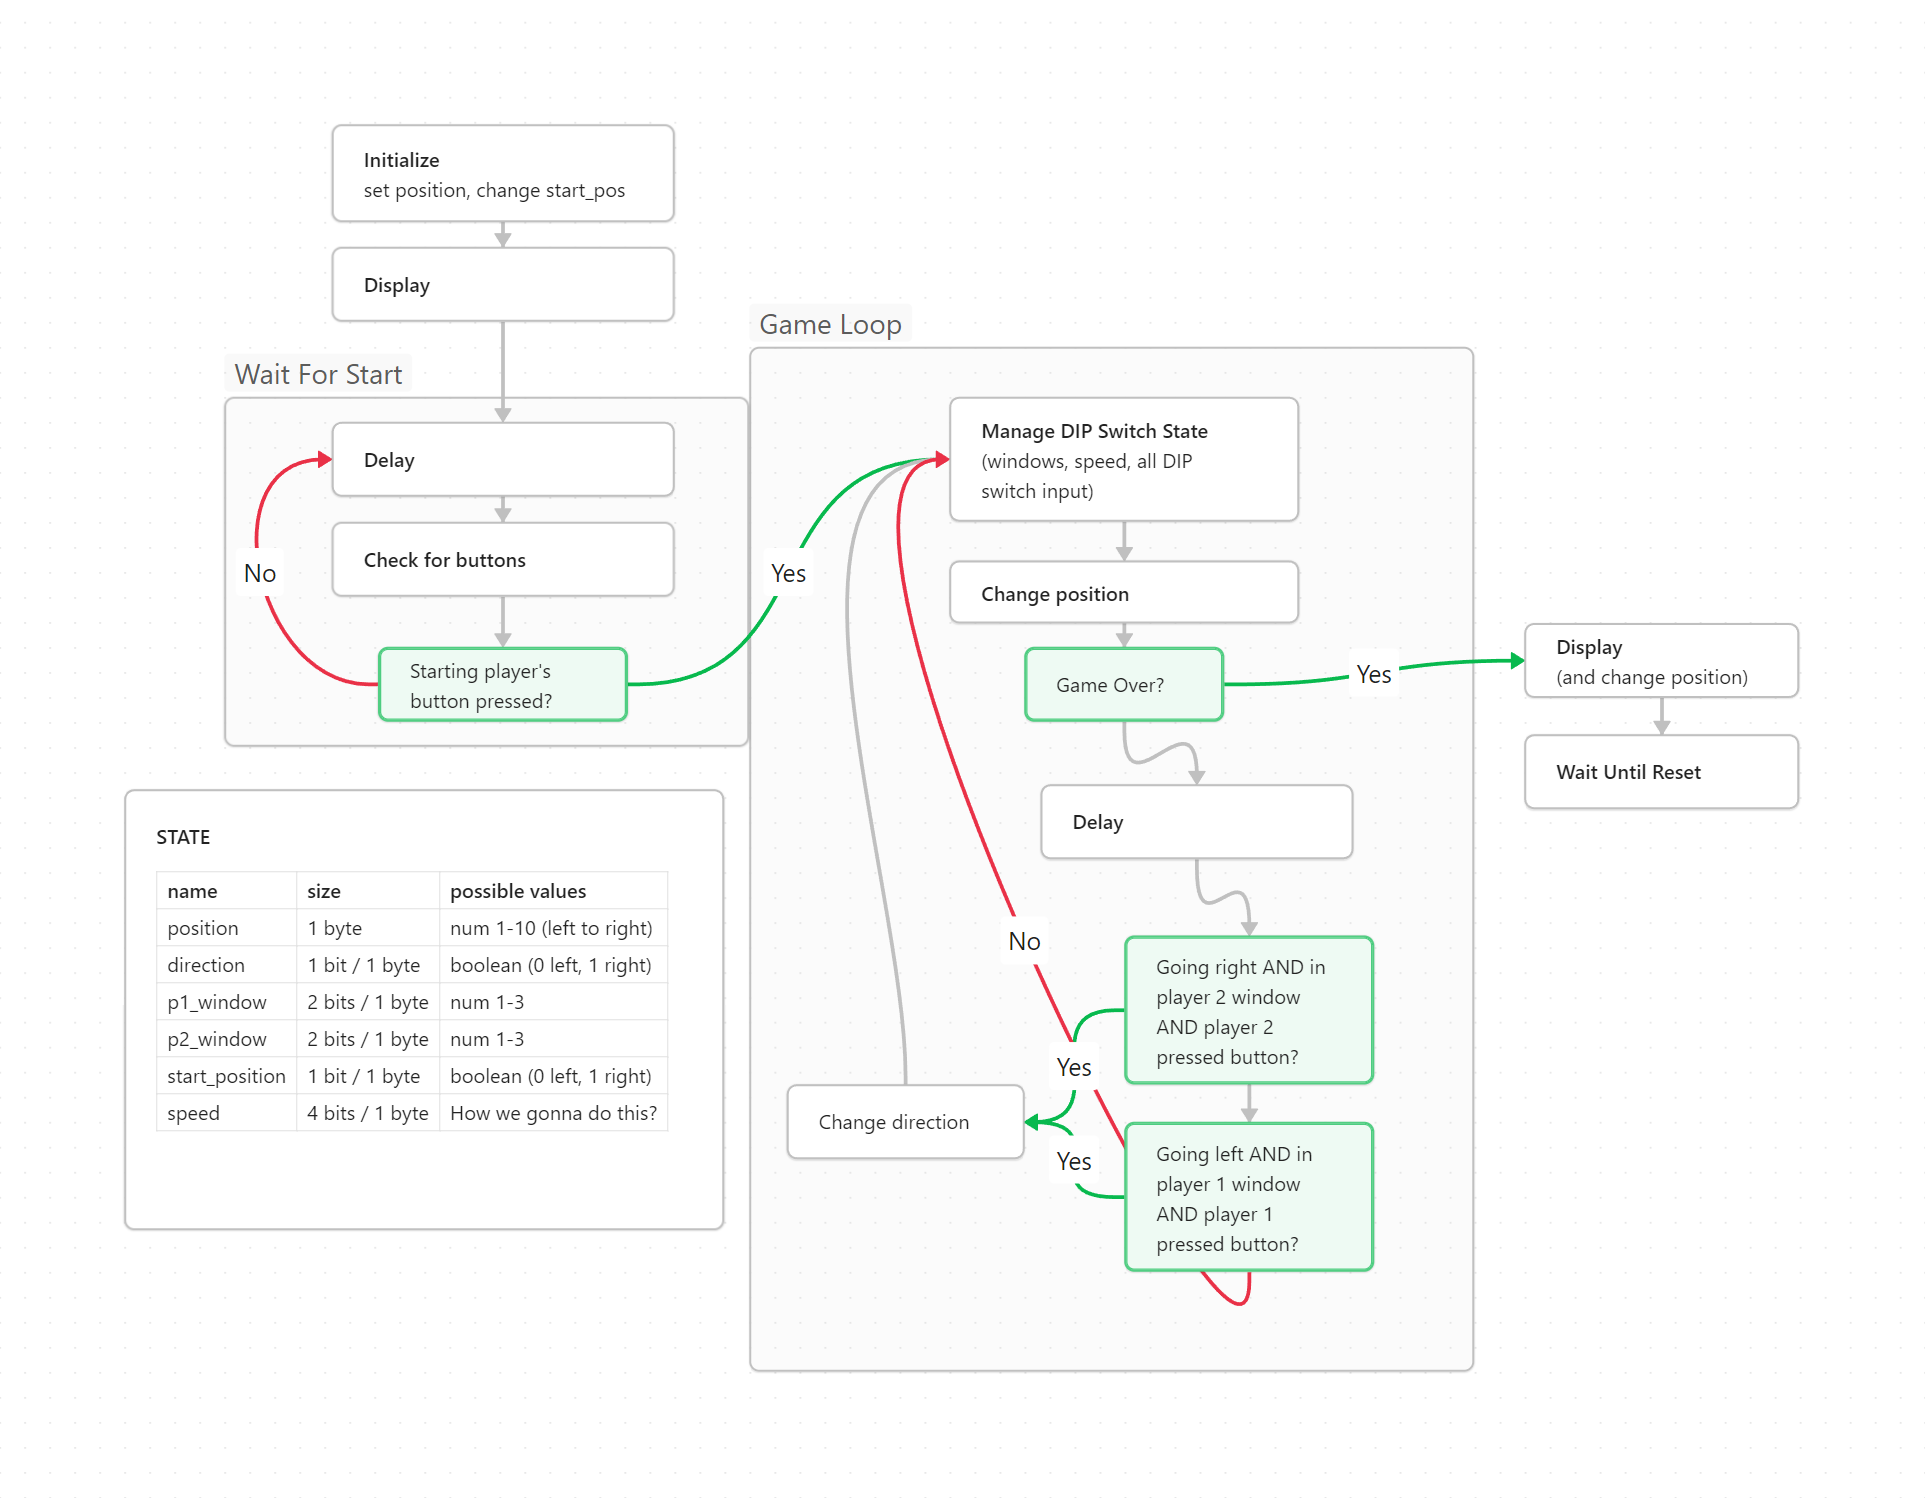 Initialize
set position, change start_pos
Display
Wait For Start
Delay
Check for buttons
No
Starting player's
button pressed?
Yes
Game Loop
Manage DIP Switch State
(windows, speed, all DIP
switch input)
Change position
Game Over?
Yes
Display
(and change position)
Wait Until Reset
Delay
No
Going right AND in
player 2 window
AND player 2
pressed button?
Yes
Change direction
Yes
Going left AND in
player 1 window
AND player 1
pressed button?
STATE
name size possible values
position 1 byte num 1-10 (left to right)
direction 1 bit / 1 byte boolean (0 left, 1 right)
p1_window 2 bits / 1 byte num 1-3
p2_window 2 bits / 1 byte num 1-3
start_position 1 bit / 1 byte boolean (0 left, 1 right)
speed 4 bits / 1 byte How we gonna do this?